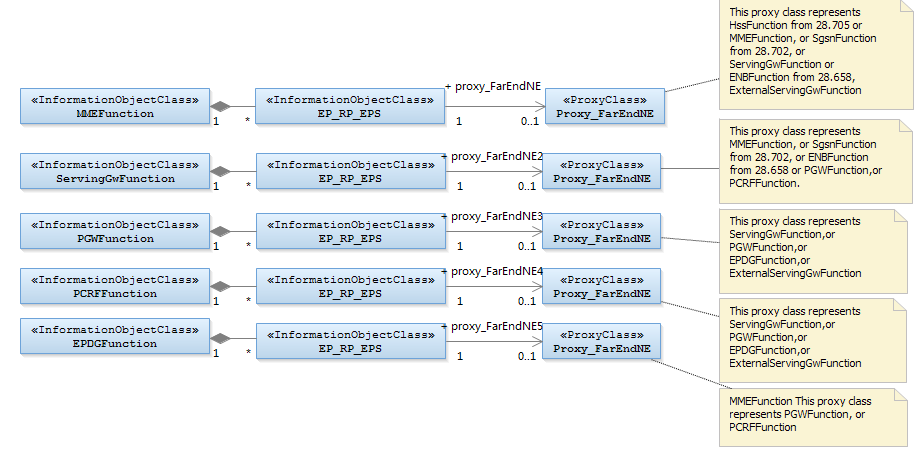 This proxy class represents
HssFunction from 28.705 or
MMEFunction, or SgsnFunction
from 28.702, or
ServingGwFunction or
ENBFunction from 28.658,
ExternalServingGwFunction
+ proxy_FarEndNE
«InformationObjectClass» «InformationObjectClass» «ProxyClass»
MMEFunction EP_RP_EPS Proxy_FarEndNE
1 * 1 0..1
This proxy class represents
MMEFunction, or SgsnFunction
from 28.702, or ENBFunction
from 28.658 or PGWFunction,or
PCRFFunction.
+ proxy_FarEndNE2
«InformationObjectClass» «InformationObjectClass» «ProxyClass»
ServingGwFunction EP_RP_EPS Proxy_FarEndNE
1 * 1 0..1
+ proxy_FarEndNE3
«InformationObjectClass» «InformationObjectClass» «ProxyClass»
PGWFunction EP_RP_EPS Proxy_FarEndNE
1 * 1 0..1
This proxy class represents
ServingGwFunction,or
PGWFunction,or
EPDGFunction,or
ExternalServingGwFunction
+ proxy_FarEndNE4
«InformationObjectClass» «InformationObjectClass» «ProxyClass»
PCRFFunction EP_RP_EPS Proxy_FarEndNE
1 * 1 0..1
This proxy class represents
ServingGwFunction,or
PGWFunction,or
EPDGFunction,or
ExternalServingGwFunction
+ proxy_FarEndNE5
«InformationObjectClass» «InformationObjectClass» «ProxyClass»
EPDGFunction EP_RP_EPS Proxy_FarEndNE
1 * 1 0..1
MMEFunction This proxy class
represents PGWFunction, or
PCRFFunction